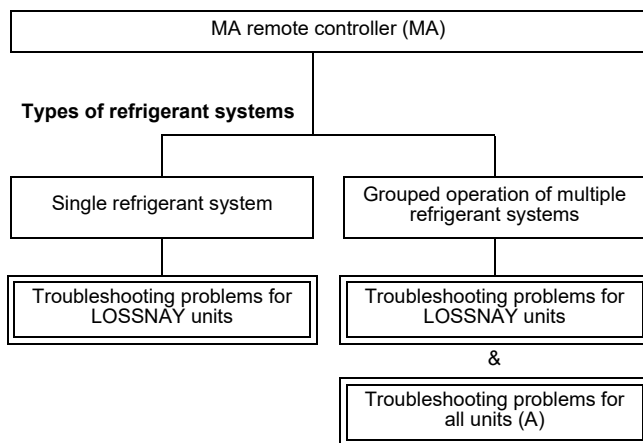 MA remote controller (MA)
Types of refrigerant systems
Single refrigerant system
Grouped operation of multiple
refrigerant systems
Troubleshooting problems for
LOSSNAY units
Troubleshooting problems for
LOSSNAY units
&
Troubleshooting problems for
all units (A)